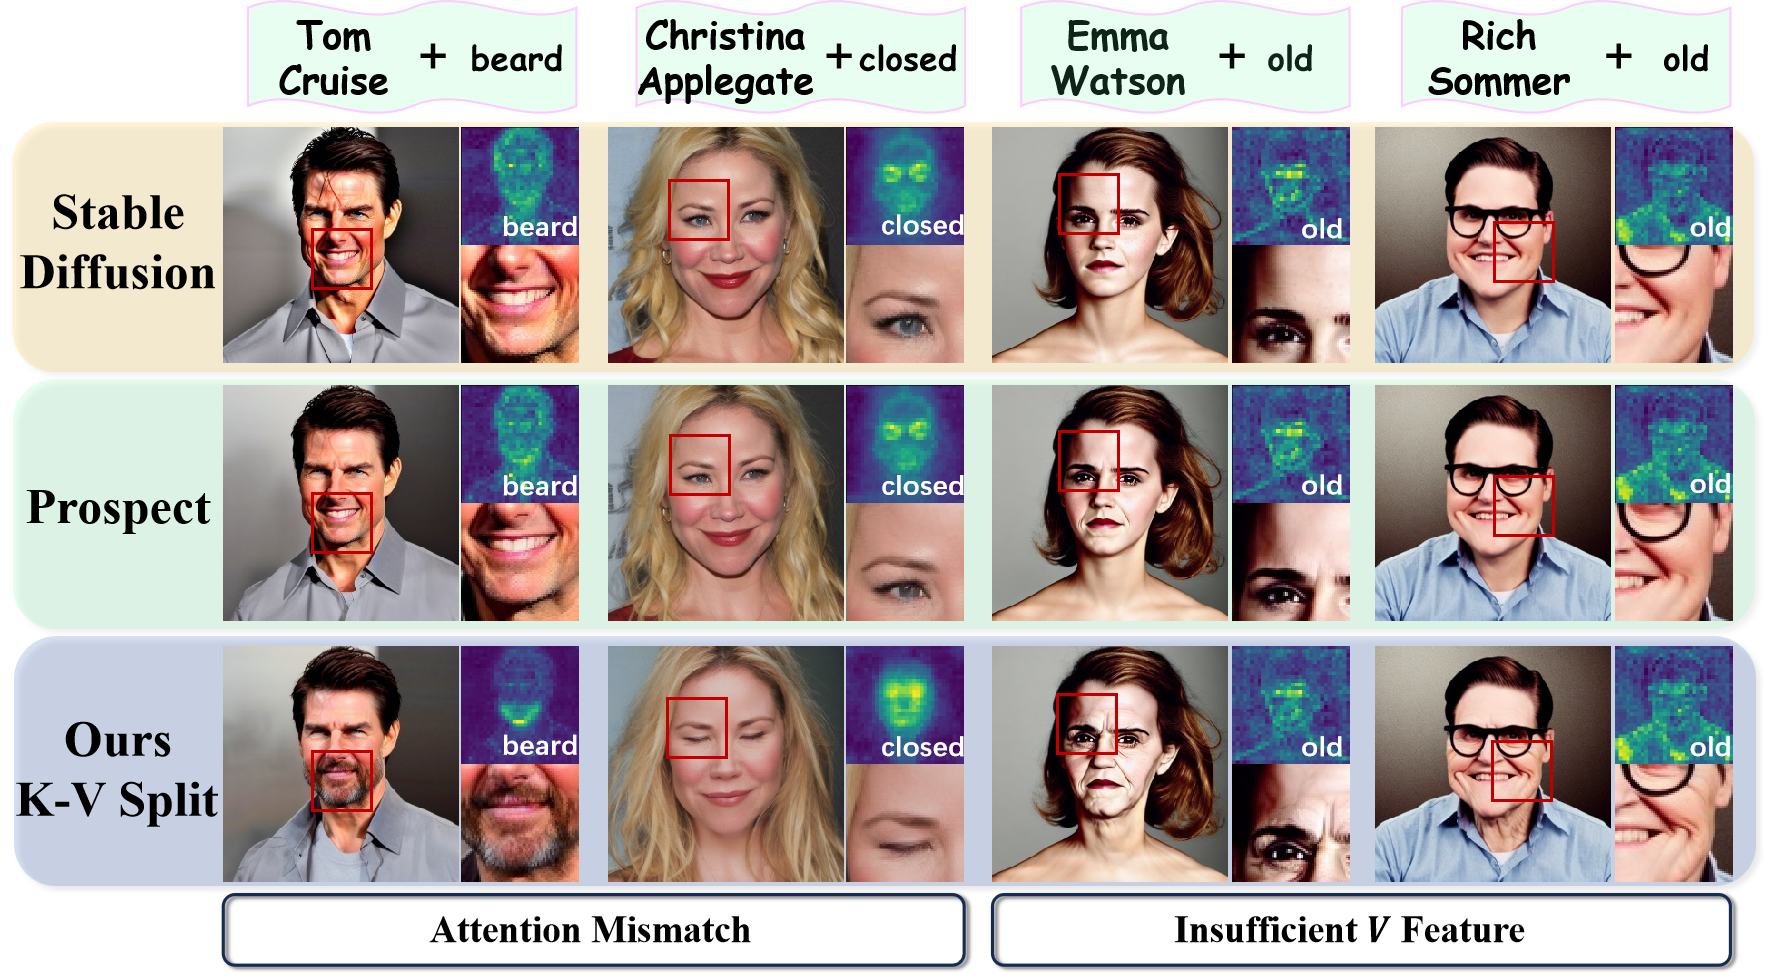 Tom
Cruise
+ beard
Christina
Applegate
+ closed
Emma
Watson
+ old
Rich
Sommer
+ old
Stable
Diffusion
beard
closed
old
old
Prospect
beard
closed
old
old
Ours
K-V Split
beard
closed
old
old
Attention Mismatch
Insufficient V Feature